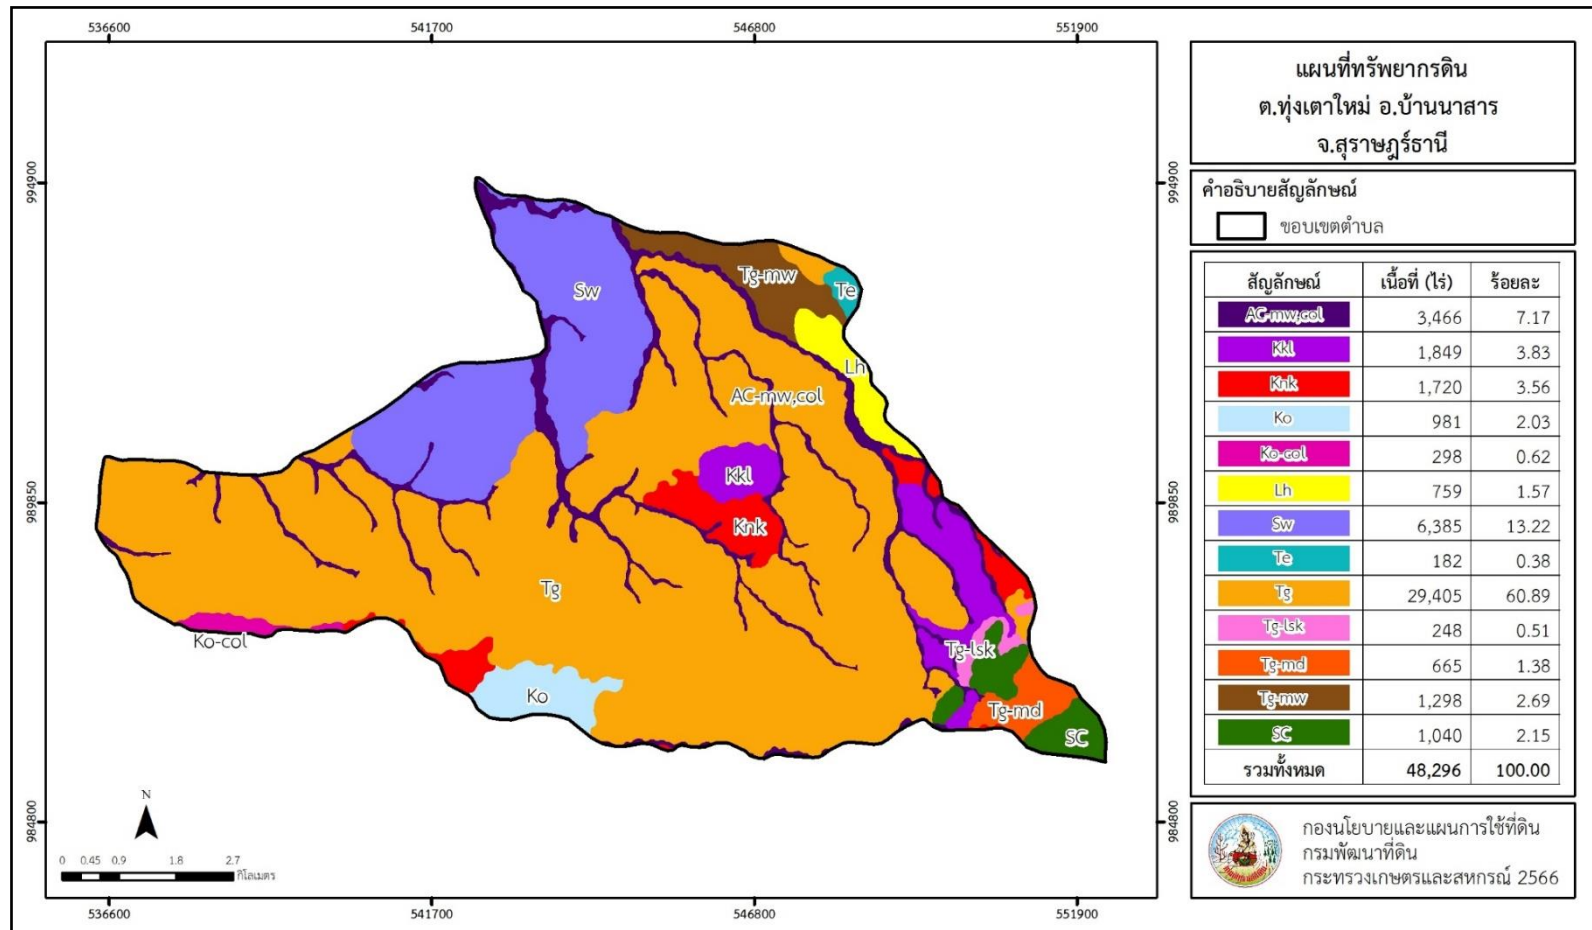 536600 541700 546800 551900
แผนที่ทรัพยากรดิน
ต.ทุ่งเตาใหม่ อ.บ้านนาสาร
จ.สุราษฎร์ธานี
คำอธิบายสัญลักษณ์
ขอบเขตตำบล
สัญลักษณ์ เนื้อที่ (ไร่) ร้อยละ
AC-mw,col 3,466 7.17
Kkl 1,849 3.83
Knk 1,720 3.56
Ko 981 2.03
Ko-col 298 0.62
Lh 759 1.57
Sw 6,385 13.22
Te 182 0.38
Tg 29,405 60.89
Tg-lsk 248 0.51
Tg-md 665 1.38
Tg-mw 1,298 2.69
SC 1,040 2.15
รวมทั้งหมด 48,296 100.00
กองนโยบายและแผนการใช้ที่ดิน
กรมพัฒนาที่ดิน
กระทรวงเกษตรและสหกรณ์ 2566
994900 994900
Tg-mw
Sw
Te
Lh
AC-mw,col
Kkl
989850 989850
Knk
Tg
Ko-col
Tg-lsk
Ko
Tg-md
SC
N
984800 984800
0 0.45 0.9 1.8 2.7
กิโลเมตร
536600 541700 546800 551900